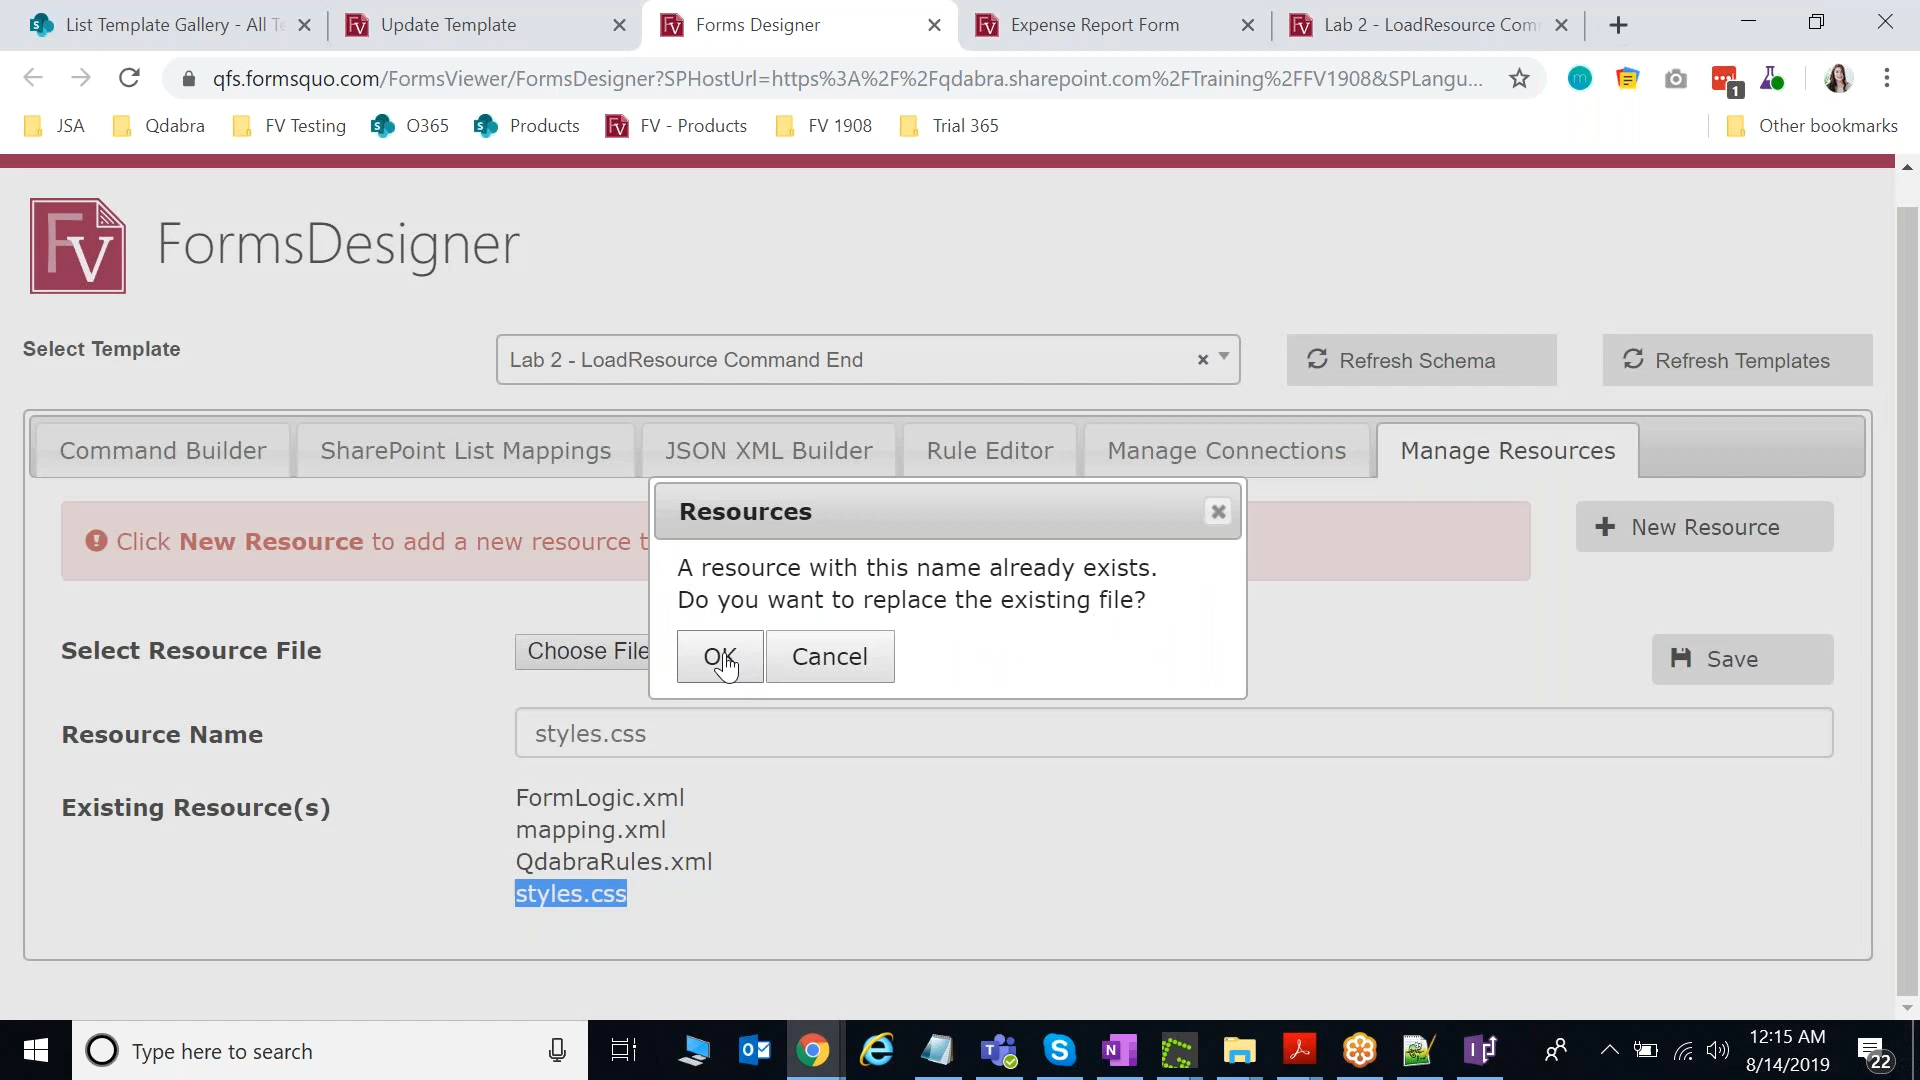 List Template Gallery - All Te
Update Template
Forms Designer
Expense Report Form
Lab 2 - LoadResource Com
qfs.formsquo.com/FormsViewer/FormsDesigner?SPHostUrl=https%3A%2F%2Fqdabra.sharepoint.com%2FTraining%2FFV1908&SPLangu...
1
JSA
Qdabra
FV Testing
O365
Products
FV - Products
FV 1908
Trial 365
Other bookmarks
FV
FormsDesigner
Select Template
Lab 2 - LoadResource Command End
Refresh Schema
Refresh Templates
Command Builder
SharePoint List Mappings
JSON XML Builder
Rule Editor
Manage Connections
Manage Resources
Resources
Click New Resource to add a new resource t
New Resource
A resource with this name already exists.
Do you want to replace the existing file?
OK
Cancel
Select Resource File
Choose File
Save
Resource Name
styles.css
Existing Resource(s)
FormLogic.xml
mapping.xml
QdabraRules.xml
styles.css
Type here to search
12:15 AM
8/14/2019
22